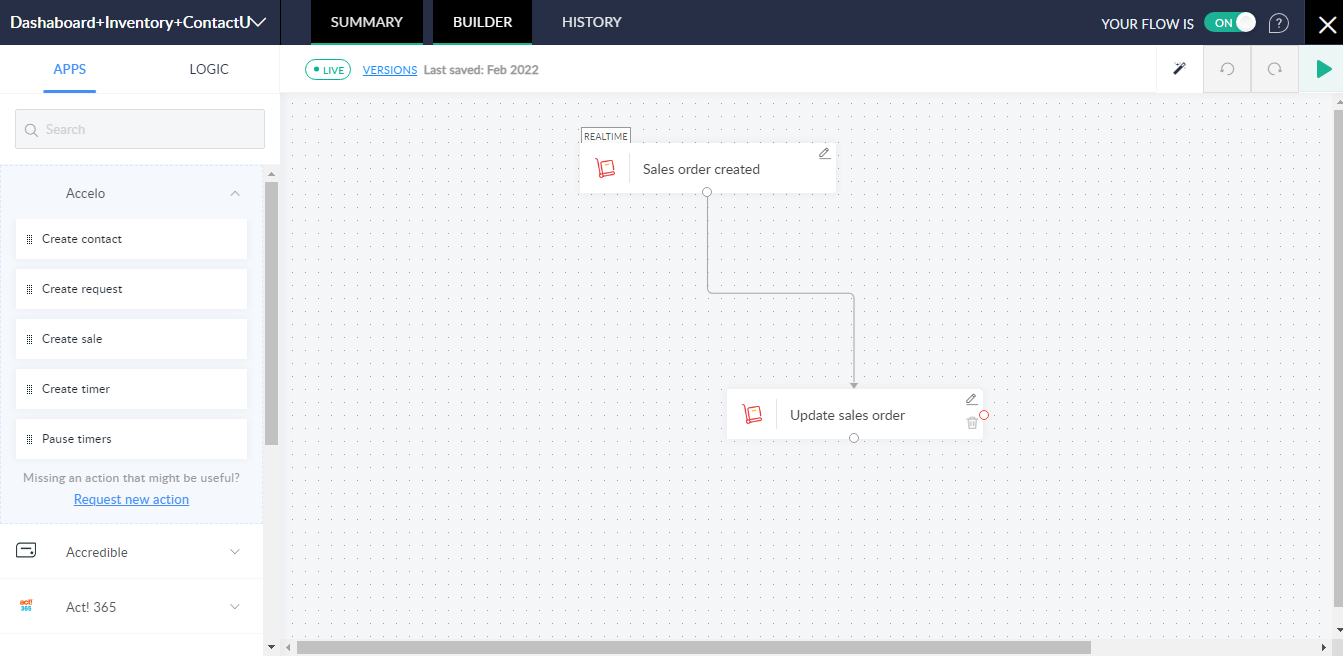 Dashaboard+Inventory+ContactU
SUMMARY
BUILDER
HISTORY
YOUR FLOW IS
ON
?
APPS
LOGIC
LIVE
VERSIONS
Last saved: Feb 2022
Search
Accelo
Create contact
Create request
Create sale
Create timer
Pause timers
Missing an action that might be useful?
Request new action
Accredible
act!
365
Act! 365
REALTIME
Sales order created
Update sales order